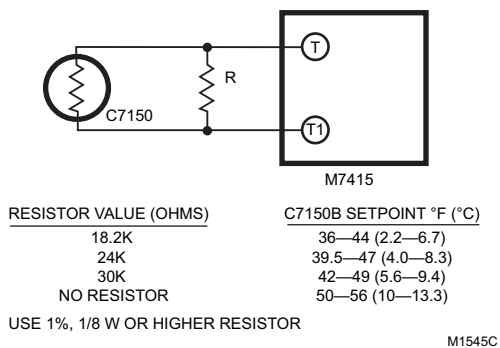 T
R
C7150
T1
M7415
RESISTOR VALUE (OHMS) C7150B SETPOINT °F (°C)
18.2K 36—44 (2.2—6.7)
24K 39.5—47 (4.0—8.3)
30K 42—49 (5.6—9.4)
NO RESISTOR 50—56 (10—13.3)
USE 1%, 1/8 W OR HIGHER RESISTOR
M1545C